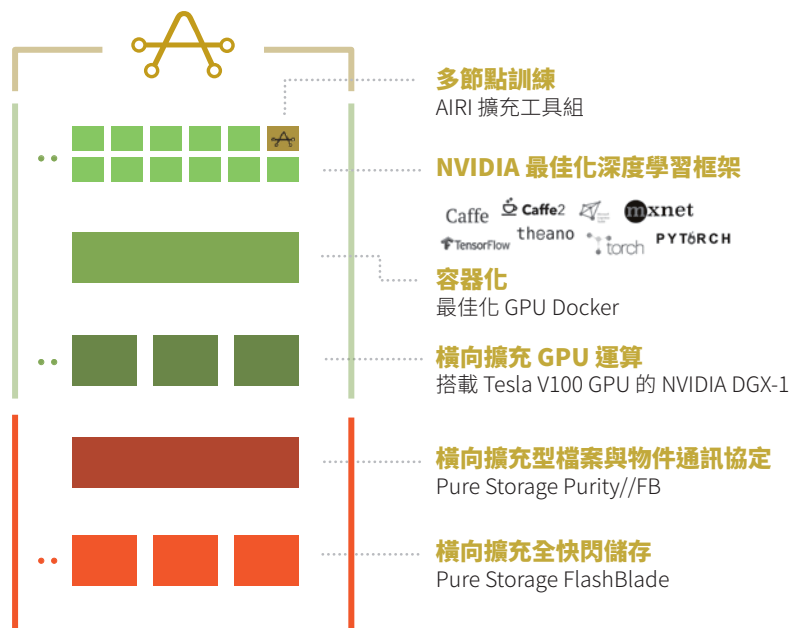 多節點訓練
AIRI 擴充工具組
NVIDIA 最佳化深度學習框架
Caffe Caffe2 mxnet
TensorFlow theano torch PYTORCH
容器化
最佳化 GPU Docker
橫向擴充 GPU 運算
搭載 Tesla V100 GPU 的 NVIDIA DGX-1
橫向擴充型檔案與物件通訊協定
Pure Storage Purity//FB
橫向擴充全快閃儲存
Pure Storage FlashBlade